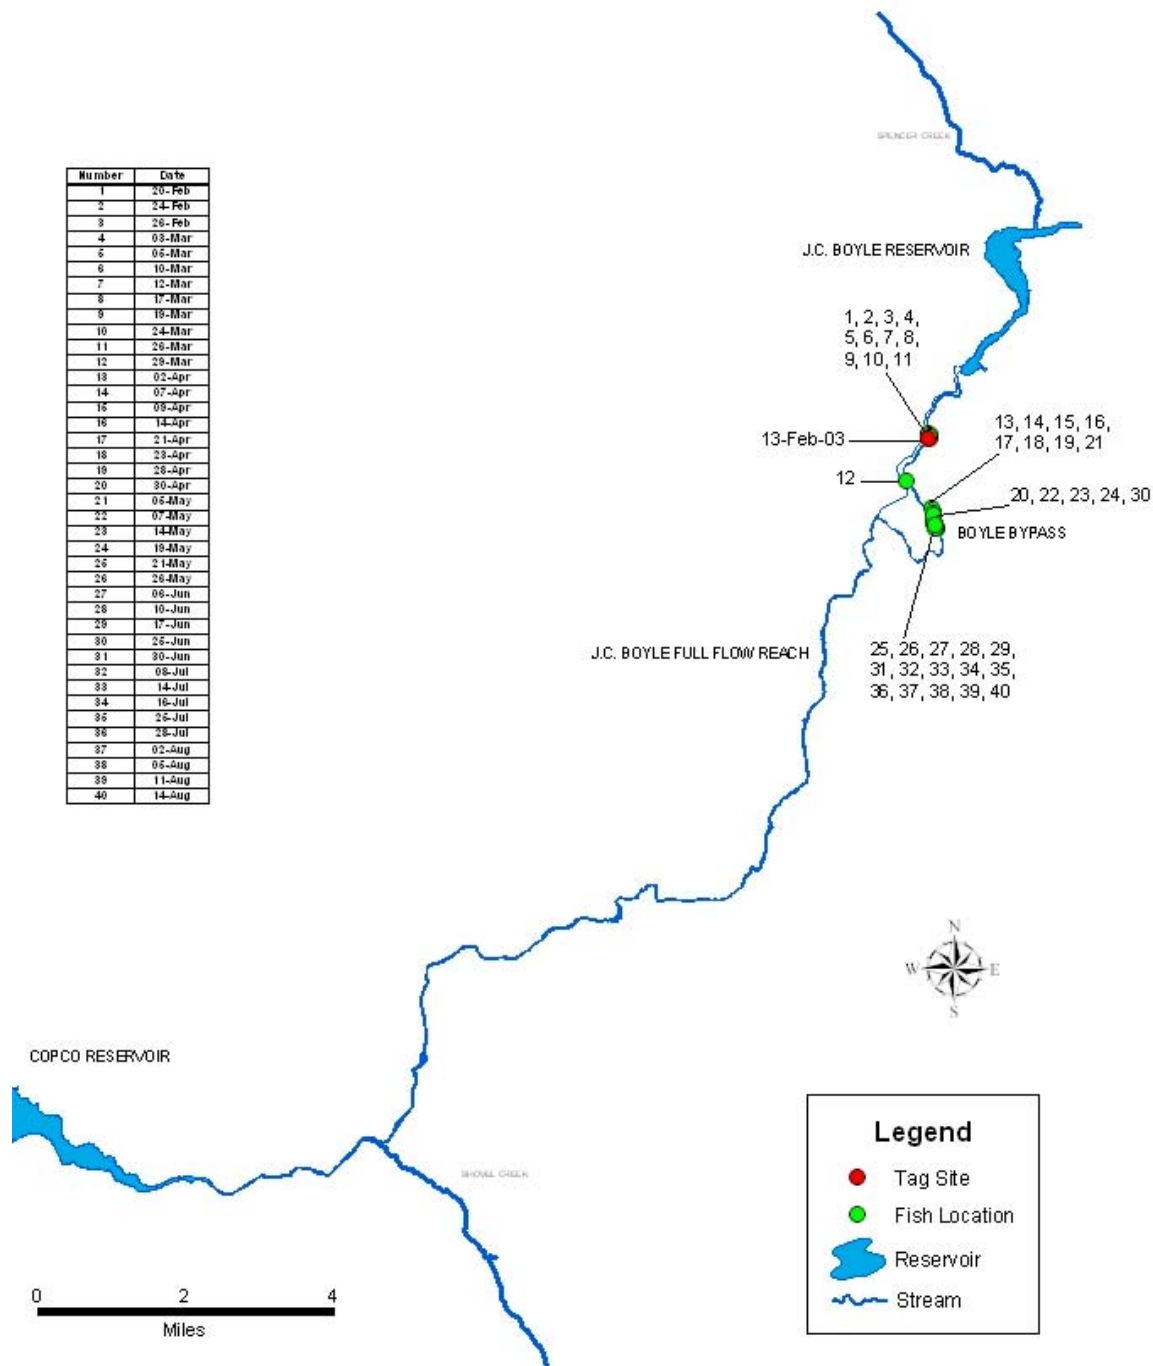 SPENCER CREEK
J.C. BOYLE RESERVOIR
Number Date
1 20-Feb
2 24-Feb
3 26-Feb
4 03-Mar
5 05-Mar
6 10-Mar
7 12-Mar
8 17-Mar
9 19-Mar
10 24-Mar
11 26-Mar
12 29-Mar
13 02-Apr
14 07-Apr
15 09-Apr
16 14-Apr
17 21-Apr
18 23-Apr
19 28-Apr
20 30-Apr
21 05-May
22 07-May
23 14-May
24 19-May
25 21-May
26 26-May
27 06-Jun
28 10-Jun
29 17-Jun
30 25-Jun
31 30-Jun
32 08-Jul
33 14-Jul
34 16-Jul
35 25-Jul
36 28-Jul
37 02-Aug
38 05-Aug
39 11-Aug
40 14-Aug
1, 2, 3, 4,
5, 6, 7, 8,
9, 10, 11
13-Feb-03
13, 14, 15, 16,
17, 18, 19, 21
12
20, 22, 23, 24, 30
BOYLE BYPASS
J.C. BOYLE FULL FLOW REACH
25, 26, 27, 28, 29,
31, 32, 33, 34, 35,
36, 37, 38, 39, 40
N
W E
S
COPCO RESERVOIR
SHOVEL CREEK
0 2 4
Miles
Legend
Tag Site
Fish Location
Reservoir
Stream